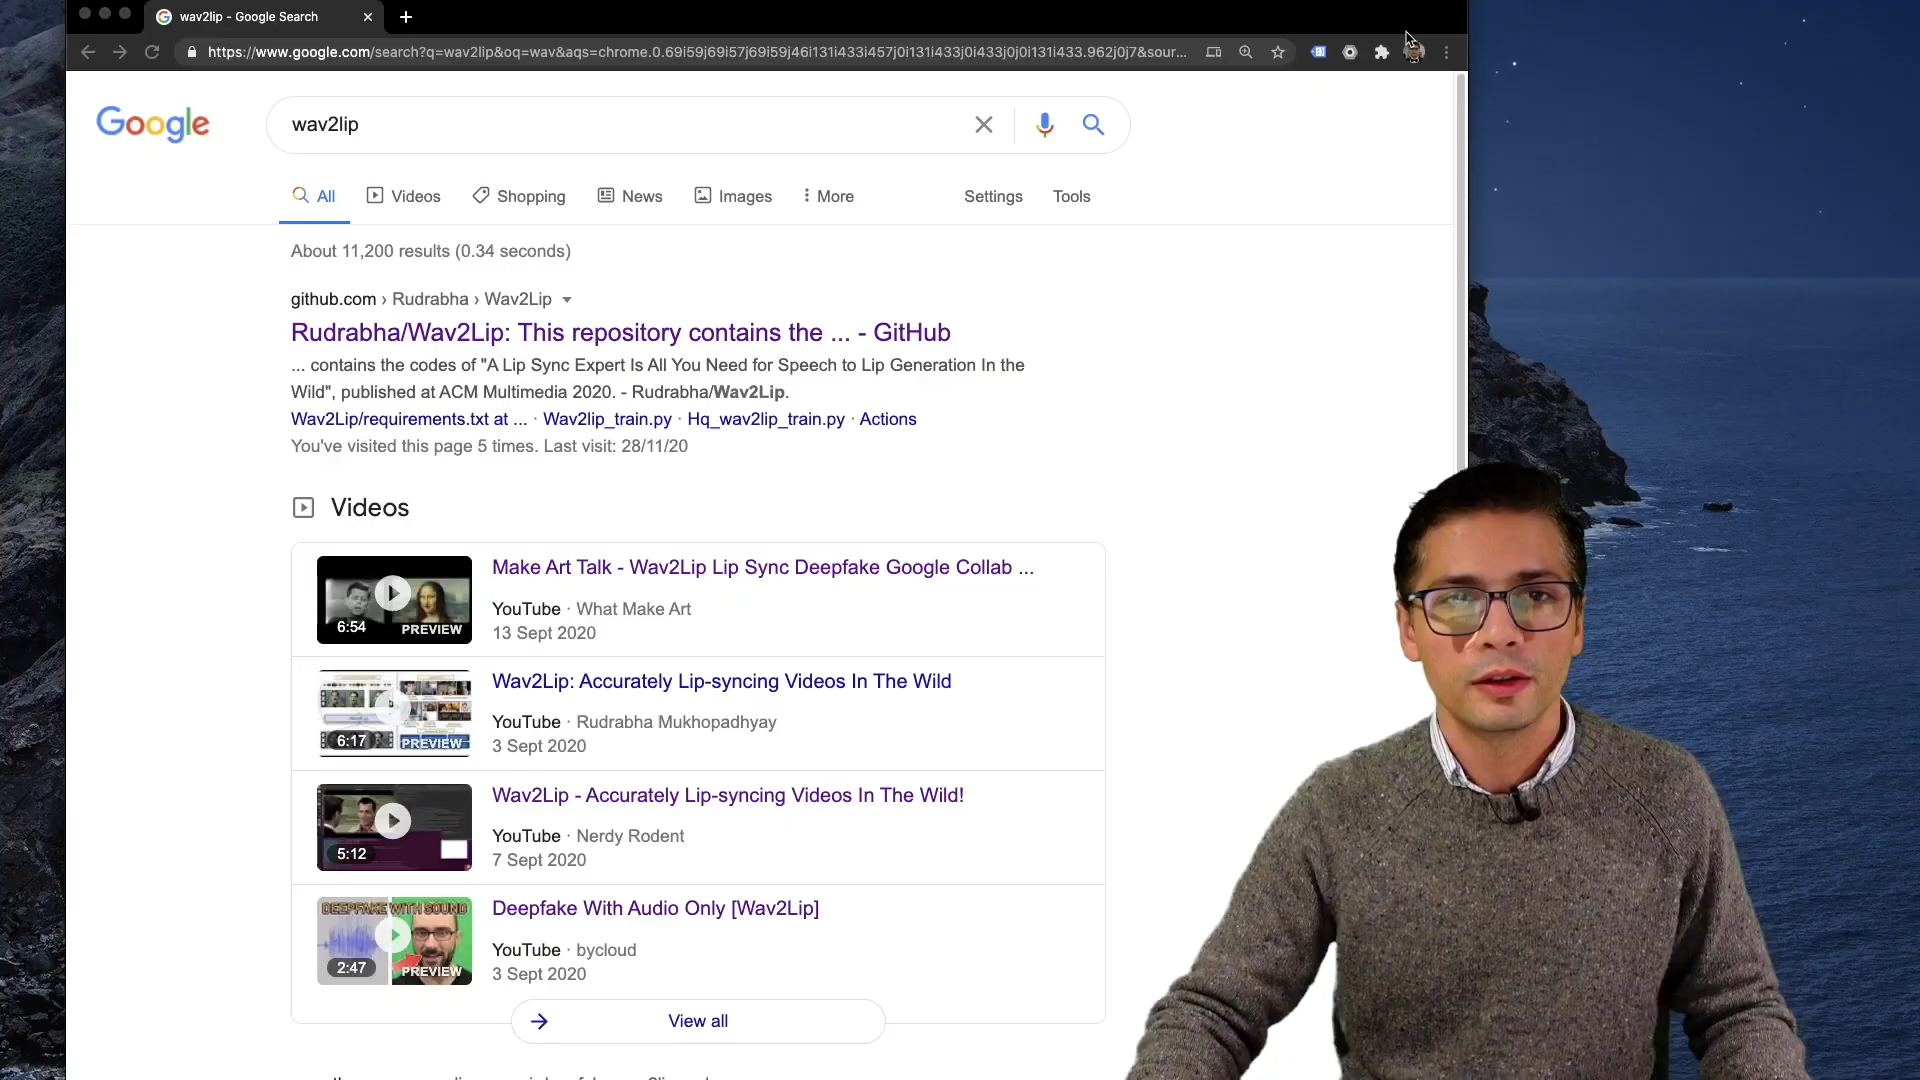 wav2lip - Google Search
https://www.google.com/search?q=wav2lip&oq=wav&aqs=chrome.0.69i59j69i57j69i59j46i131i433i457j0i131i433j0i433j0j0i131i433.962j0j7&sour...
Google
wav2lip
All Videos Shopping News Images More Settings Tools
About 11,200 results (0.34 seconds)
github.com › Rudrabha › Wav2Lip
Rudrabha/Wav2Lip: This repository contains the ... - GitHub
... contains the codes of "A Lip Sync Expert Is All You Need for Speech to Lip Generation In the
Wild", published at ACM Multimedia 2020. - Rudrabha/Wav2Lip.
Wav2Lip/requirements.txt at ... · Wav2lip_train.py · Hq_wav2lip_train.py · Actions
You've visited this page 5 times. Last visit: 28/11/20
Videos
6:54 PREVIEW
Make Art Talk - Wav2Lip Lip Sync Deepfake Google Collab ...
YouTube · What Make Art
13 Sept 2020
6:17 PREVIEW
Wav2Lip: Accurately Lip-syncing Videos In The Wild
YouTube · Rudrabha Mukhopadhyay
3 Sept 2020
5:12
Wav2Lip - Accurately Lip-syncing Videos In The Wild!
YouTube · Nerdy Rodent
7 Sept 2020
DEEPFAKE WITH SOUND
2:47 PREVIEW
Deepfake With Audio Only [Wav2Lip]
YouTube · bycloud
3 Sept 2020
View all